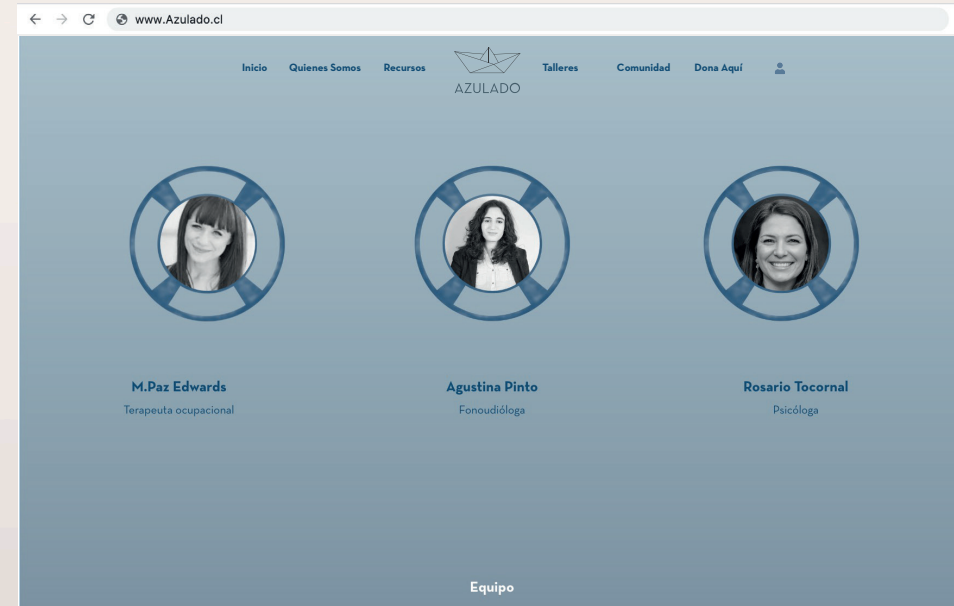 www.Azulado.cl
Inicio Quienes Somos Recursos Talleres Comunidad Dona Aquí
AZULADO
M.Paz Edwards Agustina Pinto Rosario Tocornal
Terapeuta ocupacional Fonoudióloga Psicóloga
Equipo